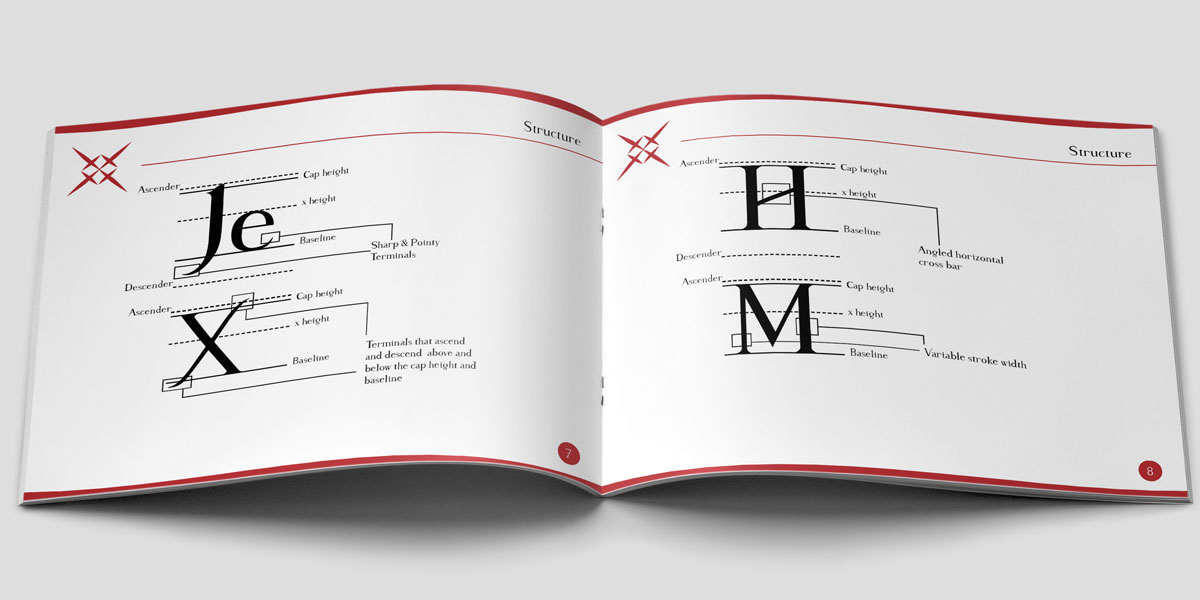 Structure
Ascender
Cap height
x height
Je
Baseline
Sharp & Pointy
Terminals
Descender
Ascender
Cap height
x height
X
Baseline
Terminals that ascend
and descend above and
below the cap height and
baseline
7
Structure
Ascender
Cap height
x height
H
Baseline
Angled horizontal
cross bar
Descender
Ascender
Cap height
x height
M
Baseline
Variable stroke width
8